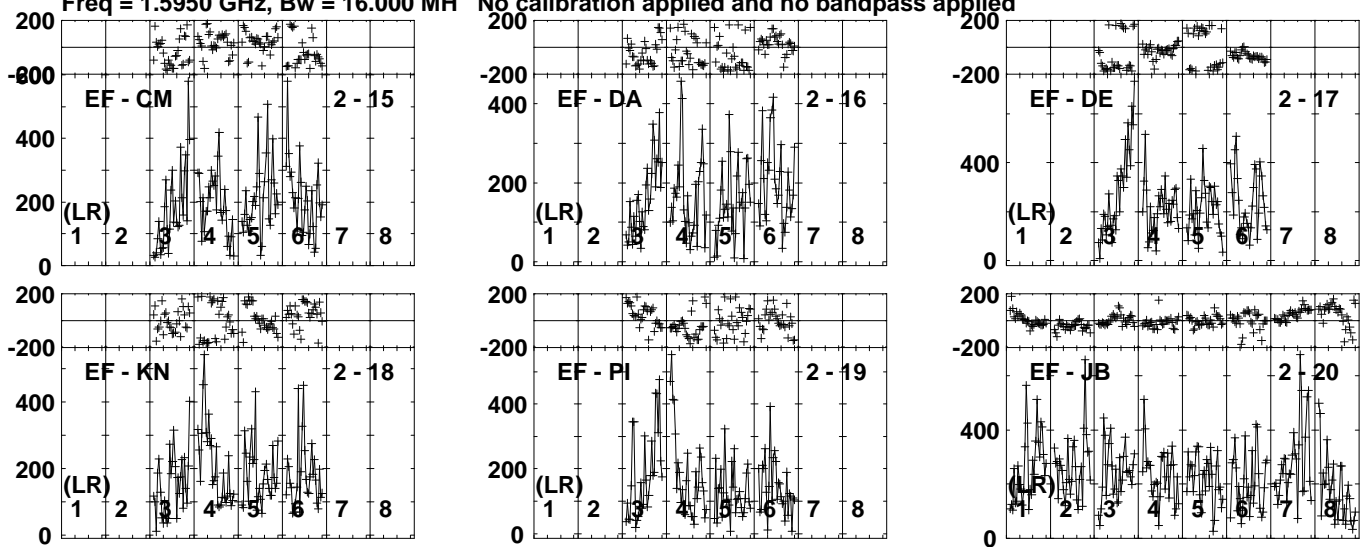 Freq = 1.5950 GHz, Bw = 16.000 MH No calibration applied and no bandpass applied
200
-200
600
EF - CM 2 - 15
400
200
(LR)
1 2 3 4 5 6 7 8
0
200
-200
EF - DA 2 - 16
400
200
(LR)
1 2 3 4 5 6 7 8
0
200
-200
EF - DE 2 - 17
400
(LR)
1 2 3 4 5 6 7 8
0
200
-200
EF - KN 2 - 18
400
200
(LR)
1 2 3 4 5 6 7 8
0
200
-200
EF - PI 2 - 19
400
200
(LR)
1 2 3 4 5 6 7 8
0
200
-200
EF - JB 2 - 20
400
(LR)
1 2 3 4 5 6 7 8
0